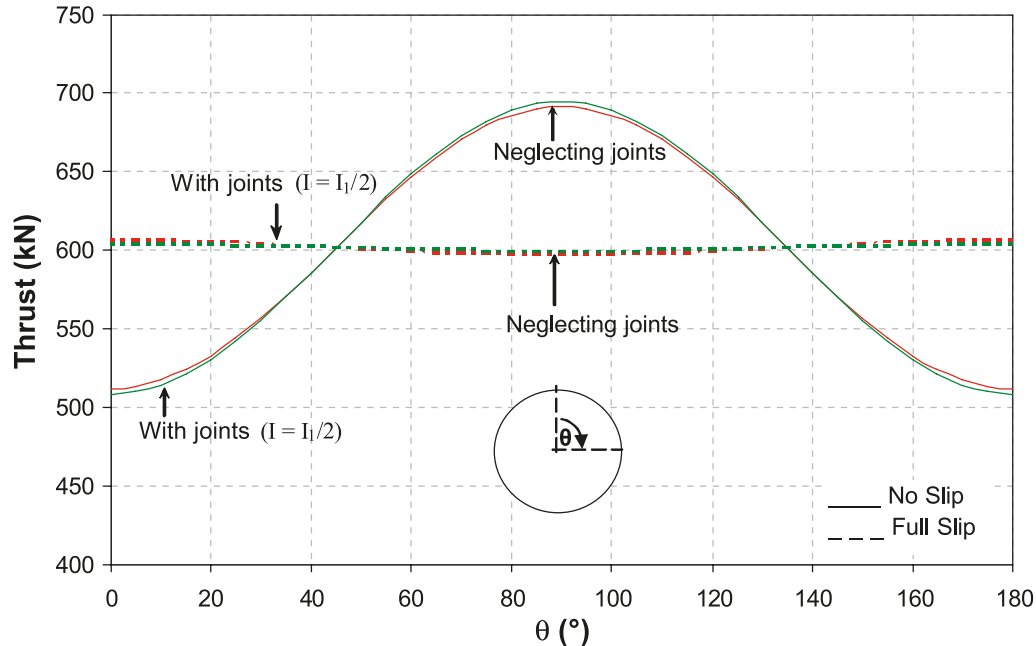 750
700
650
600
550
500
450
400
Thrust (kN)
Neglecting joints
With joints (I = I₁/2)
Neglecting joints
With joints (I = I₁/2)
θ
No Slip
Full Slip
0 20 40 60 80 100 120 140 160 180
θ (°)